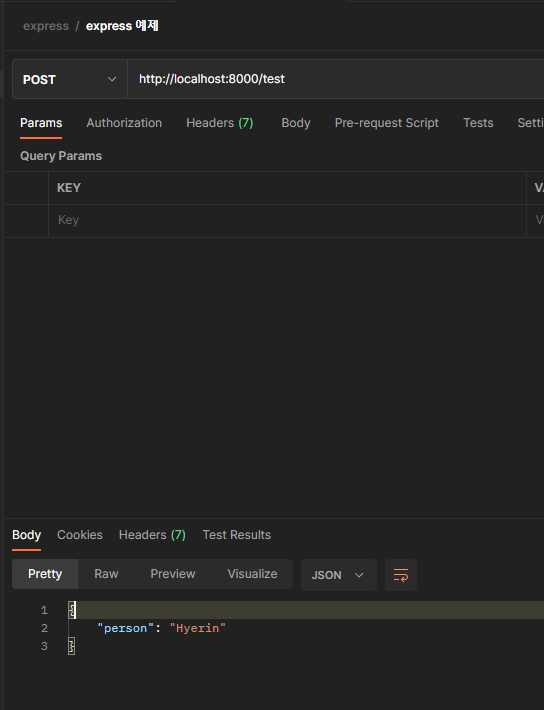 express / express 예제
POST http://localhost:8000/test
Params Authorization Headers (7) Body Pre-request Script Tests Setti
Query Params
KEY VA
Key Va
Body Cookies Headers (7) Test Results
Pretty Raw Preview Visualize JSON
1 {
2 "person": "Hyerin"
3 }